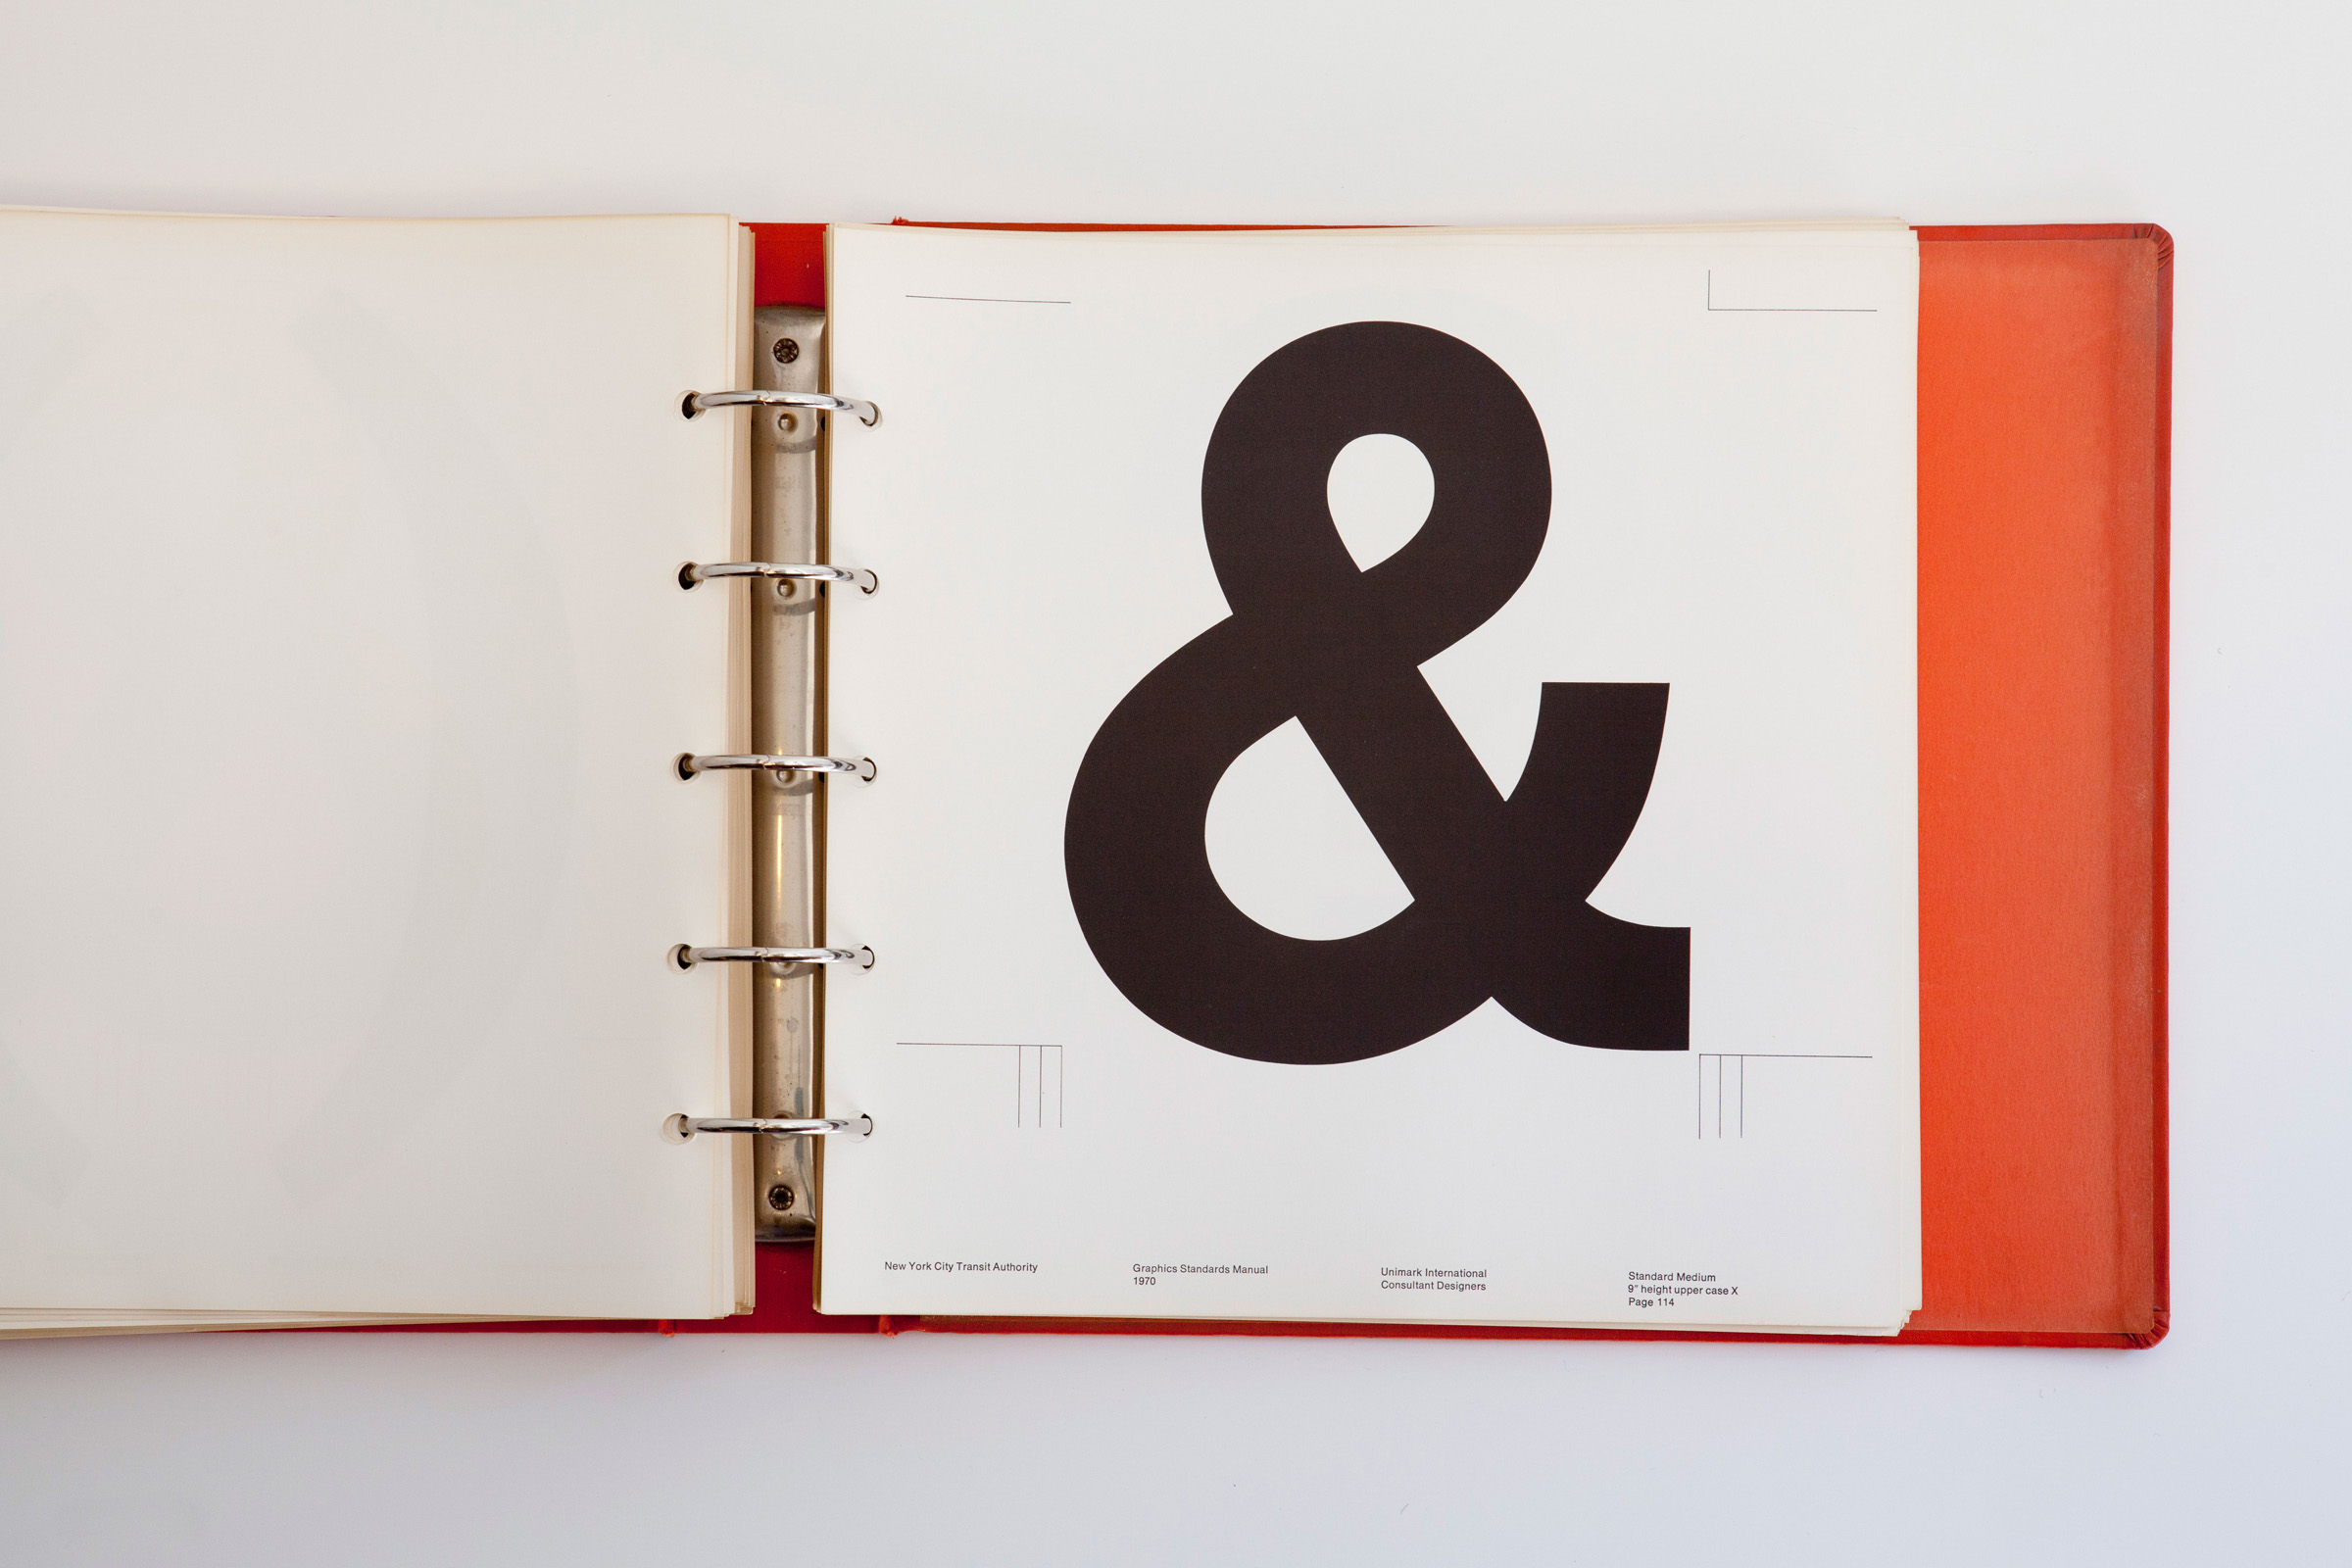 &
New York City Transit Authority
Graphics Standards Manual
1970
Unimark International
Consultant Designers
Standard Medium
9" height upper case X
Page 114